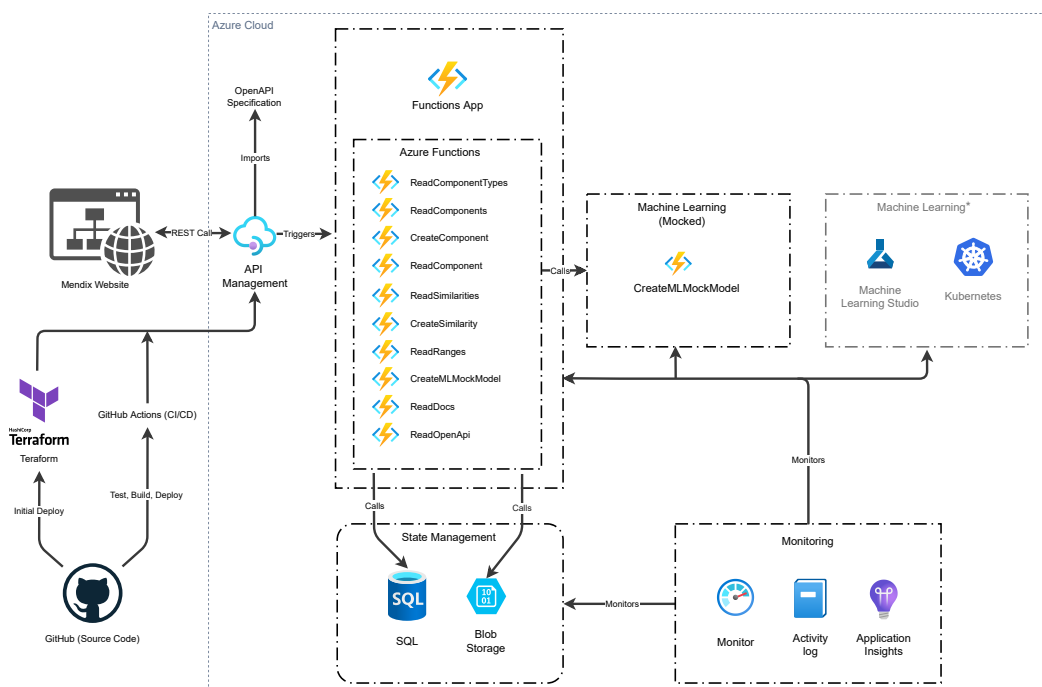 Azure Cloud
OpenAPI
Specification
Functions App
Imports
Azure Functions
ReadComponentTypes
ReadComponents
CreateComponent
ReadComponent
ReadSimilarities
CreateSimilarity
ReadRanges
CreateMLMockModel
ReadDocs
ReadOpenApi
REST Call
Triggers
API
Management
Mendix Website
Calls
Machine Learning
(Mocked)
CreateMLMockModel
Machine Learning*
Machine
Learning Studio
Kubernetes
HashiCorp
Terraform
Terraform
GitHub Actions (CI/CD)
Initial Deploy
Test, Build, Deploy
GitHub (Source Code)
Calls
Calls
Monitors
State Management
SQL
SQL
10
01
Blob
Storage
Monitors
Monitoring
Monitor
Activity
log
Application
Insights